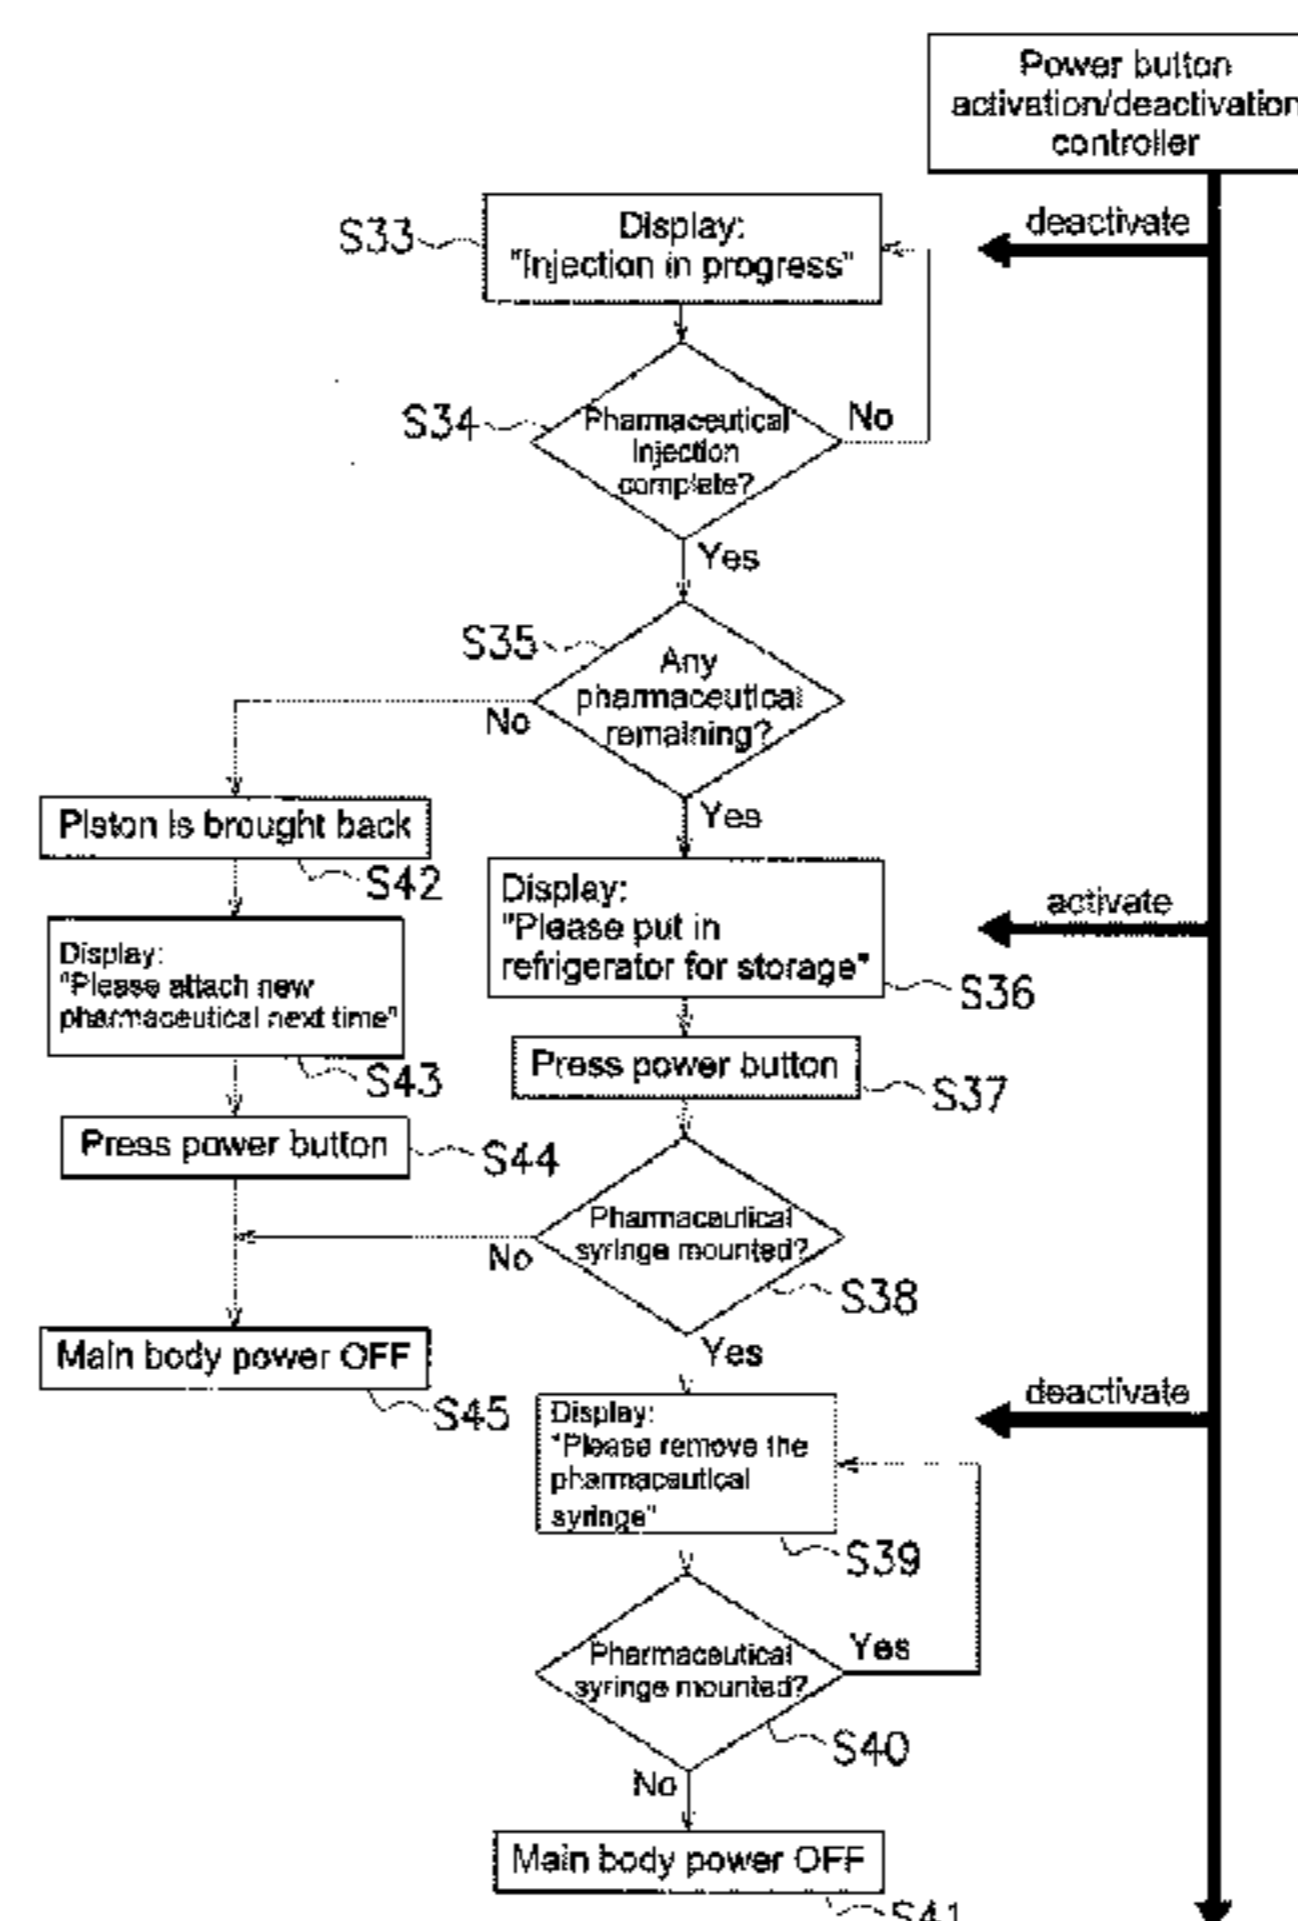 Power button
activation/deactivation
controller
deactivate
S33
Display:
"Injection in progress"
S34
Pharmaceutical
Injection
complete?
No
Yes
S35
Any
pharmaceutical
remaining?
No
Yes
Piston is brought back
S42
Display:
"Please put in
refrigerator for storage"
S36
activate
Display:
"Please attach new
pharmaceutical next time"
S43
Press power button
S37
Press power button
S44
Pharmaceutical
syringe mounted?
No
S38
Yes
Main body power OFF
S45
Display:
"Please remove the
pharmaceutical
syringe"
S39
deactivate
Pharmaceutical
syringe mounted?
Yes
S40
No
Main body power OFF
S41